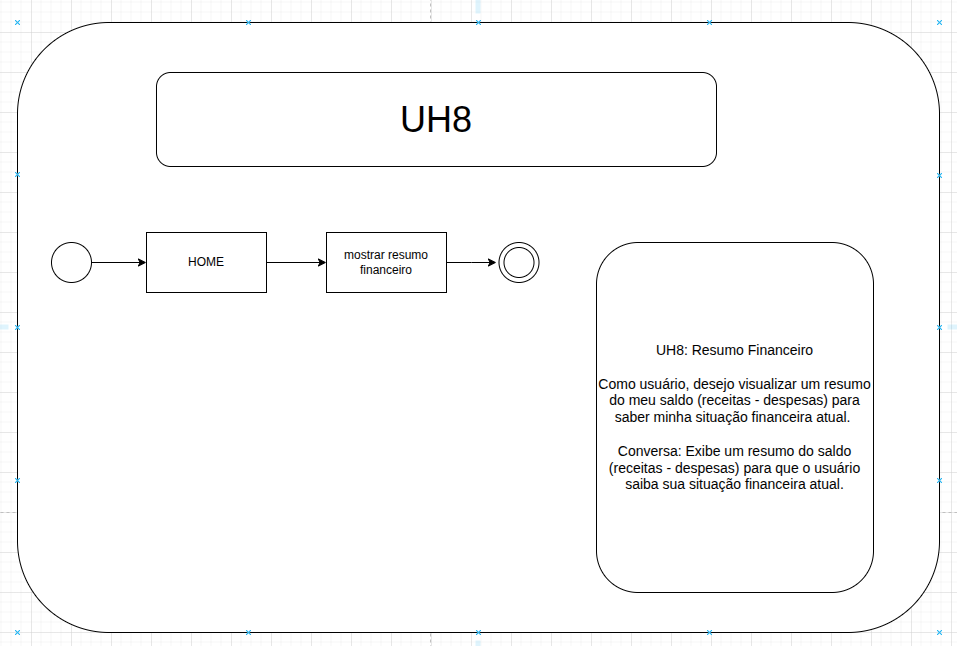 UH8
HOME
mostrar resumo
financeiro
UH8: Resumo Financeiro
Como usuário, desejo visualizar um resumo
do meu saldo (receitas - despesas) para
saber minha situação financeira atual.
Conversa: Exibe um resumo do saldo
(receitas - despesas) para que o usuário
saiba sua situação financeira atual.